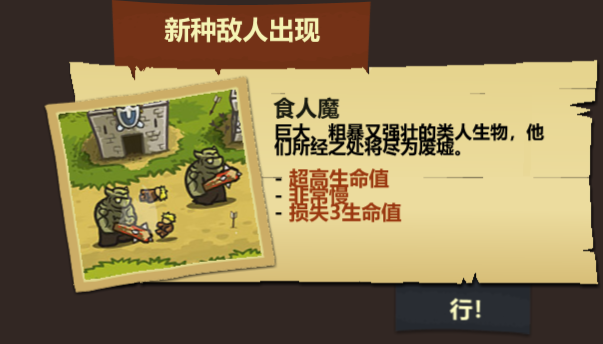 新种敌人出现
食人魔
巨大、粗暴又强壮的类人生物，他
们所经之处将尽为废墟。
- 超高生命值
- 非常慢
- 损失3生命值
行!